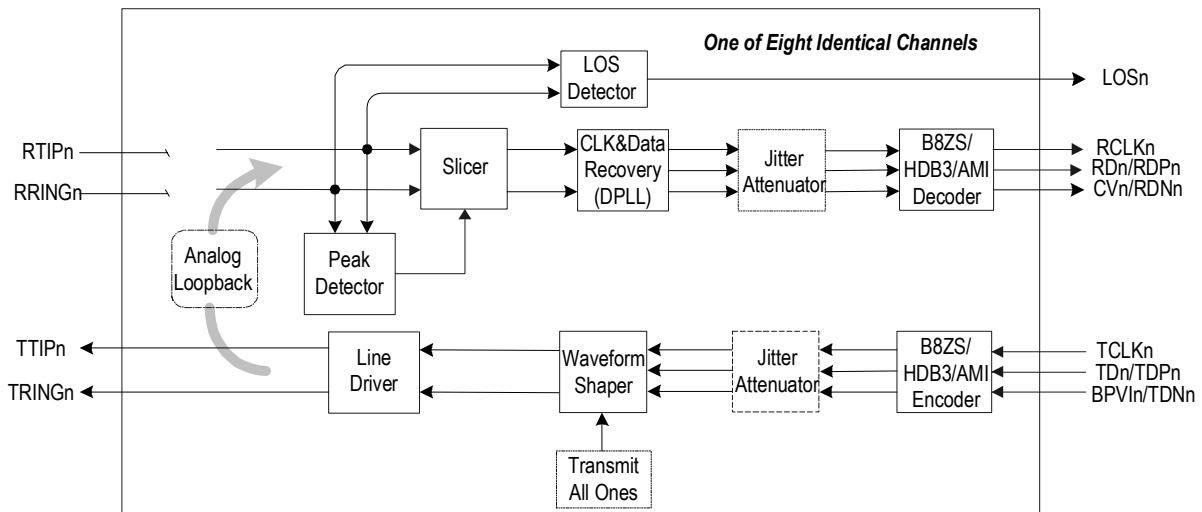 One of Eight Identical Channels
LOS
Detector
LOSn
RTIPn
RRINGn
Slicer
CLK&Data
Recovery
(DPLL)
Jitter
Attenuator
B8ZS/
HDB3/AMI
Decoder
RCLKn
RDn/RDPn
CVn/RDNn
Analog
Loopback
Peak
Detector
TTIPn
TRINGn
Line
Driver
Waveform
Shaper
Jitter
Attenuator
B8ZS/
HDB3/AMI
Encoder
TCLKn
TDn/TDPn
BPVIn/TDNn
Transmit
All Ones